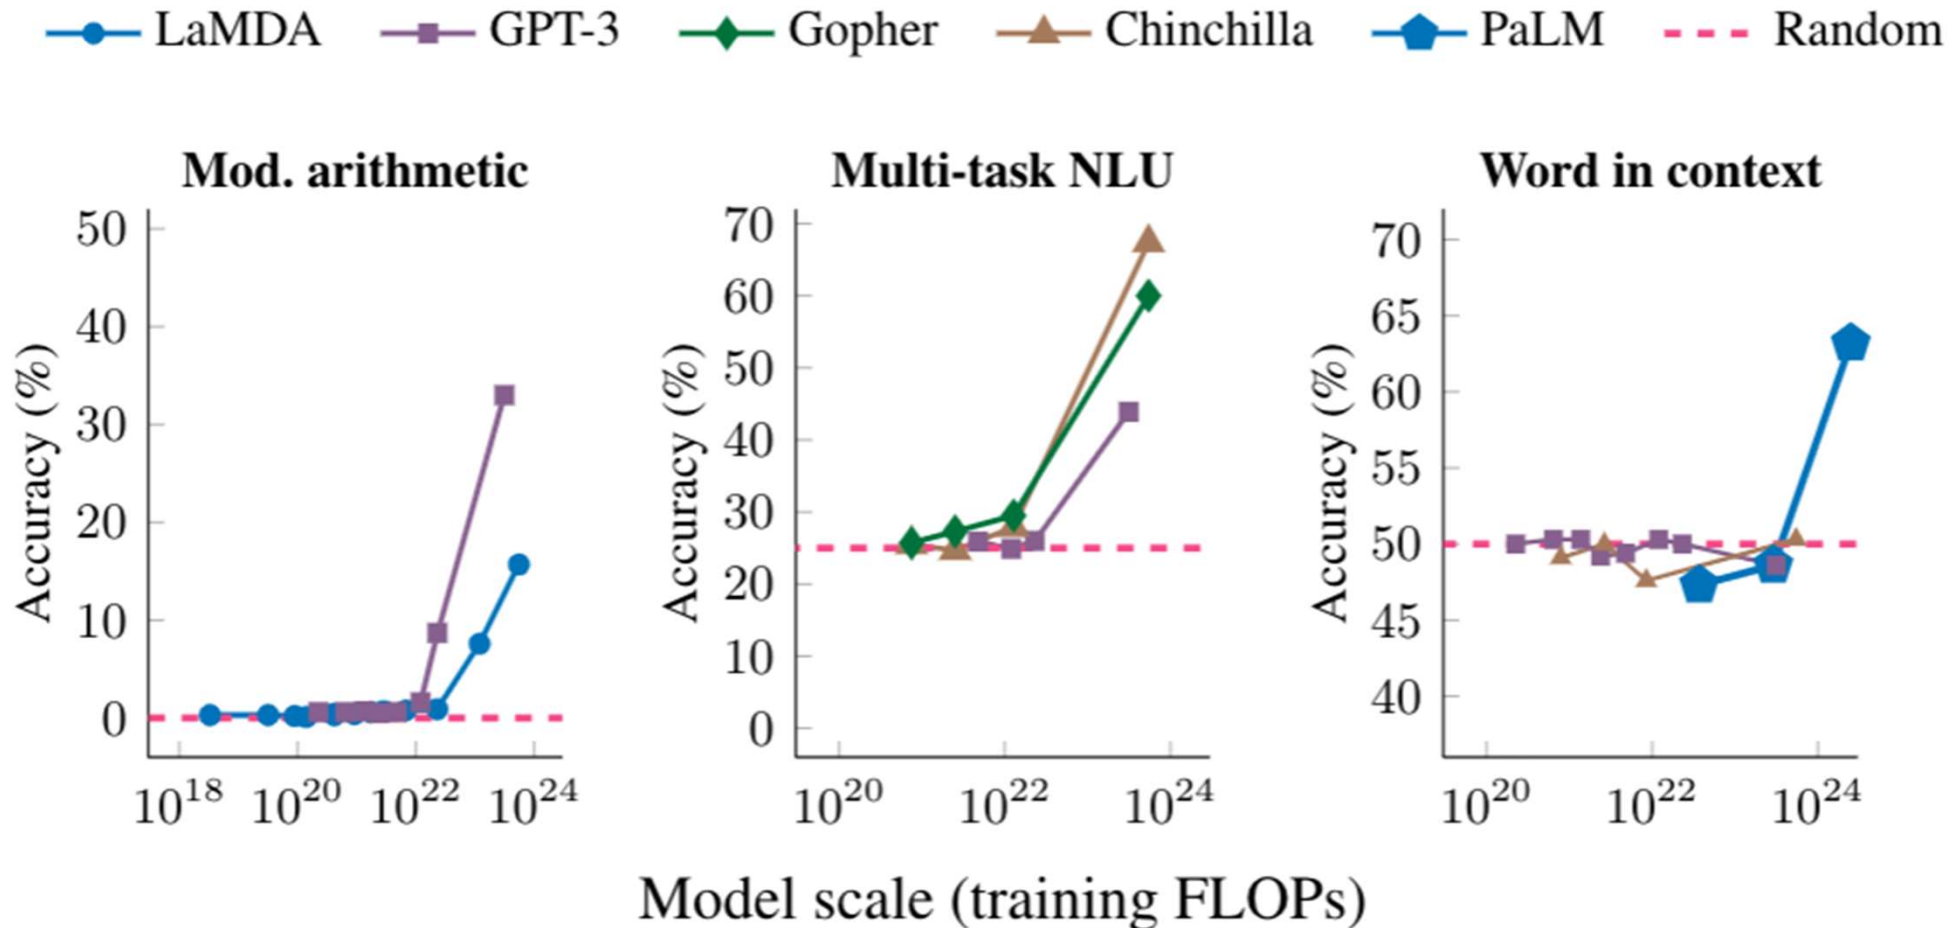 LaMDA GPT-3 Gopher Chinchilla PaLM Random
Mod. arithmetic
Accuracy (%)
50
40
30
20
10
0
10^18 10^20 10^22 10^24
Multi-task NLU
Accuracy (%)
70
60
50
40
30
20
10
0
10^20 10^22 10^24
Word in context
Accuracy (%)
70
65
60
55
50
45
40
10^20 10^22 10^24
Model scale (training FLOPs)